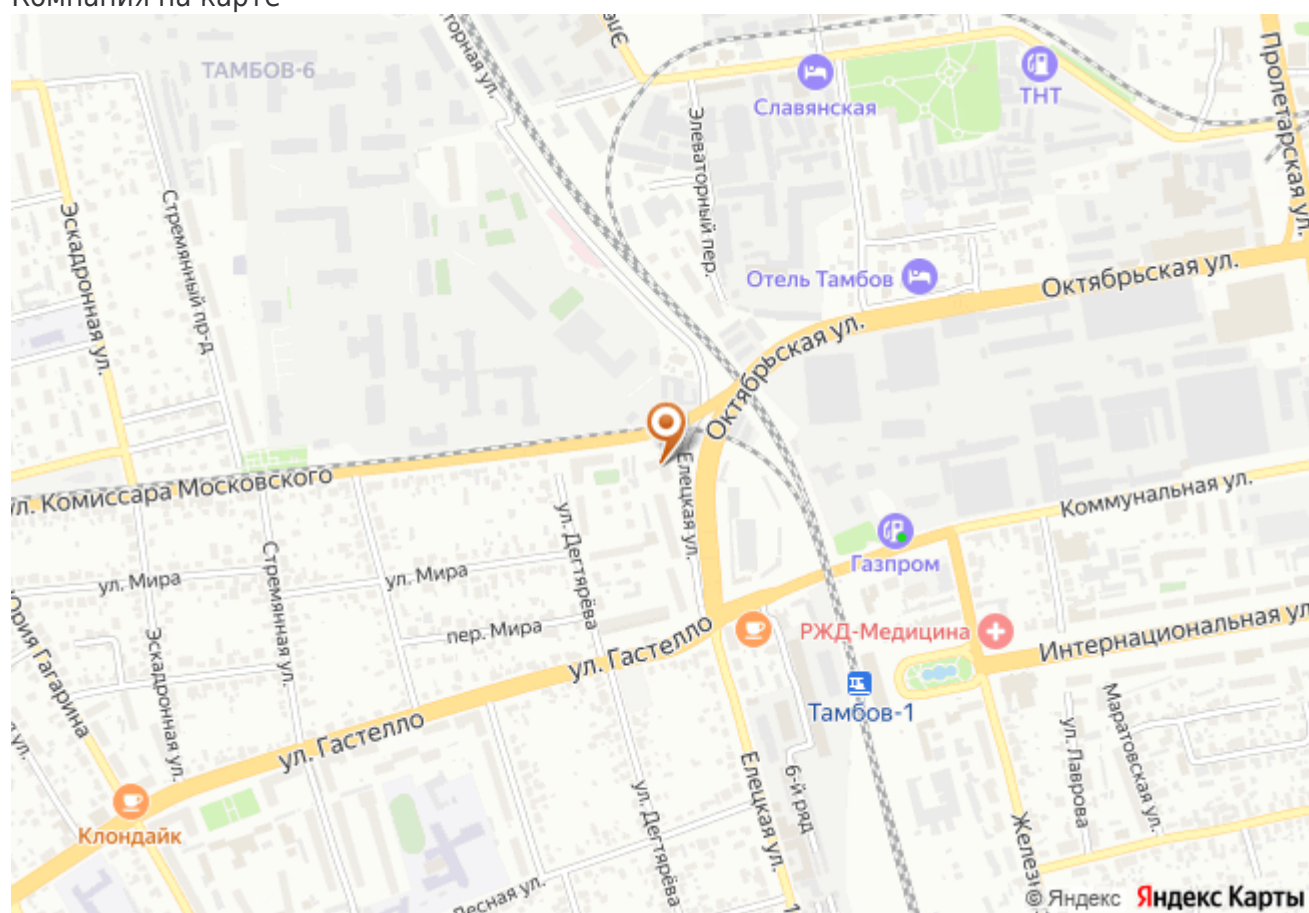 Компания на карте
ТАМБОВ-6
Славянская
ТНТ
Пролетарская ул.
Элеваторный пер.
Стремянный пр-д
Эскадронная ул.
Отель Тамбов
Октябрьская ул.
Октябрьская ул.
ул. Комиссара Московского
Елецкая ул.
Коммунальная ул.
ул. Дегтярёва
Газпром
ул. Мира
ул. Мира
Стремянная ул.
пер. Мира
РЖД-Медицина
Интернациональная ул
ул. Гастелло
Эскадронная ул.
Тамбов-1
Маратовская ул.
ул. Лаврова
ул. Гастелло
Елецкая ул.
6-й ряд
ул. Дегтярёва
Клондайк
© Яндекс Яндекс Карты